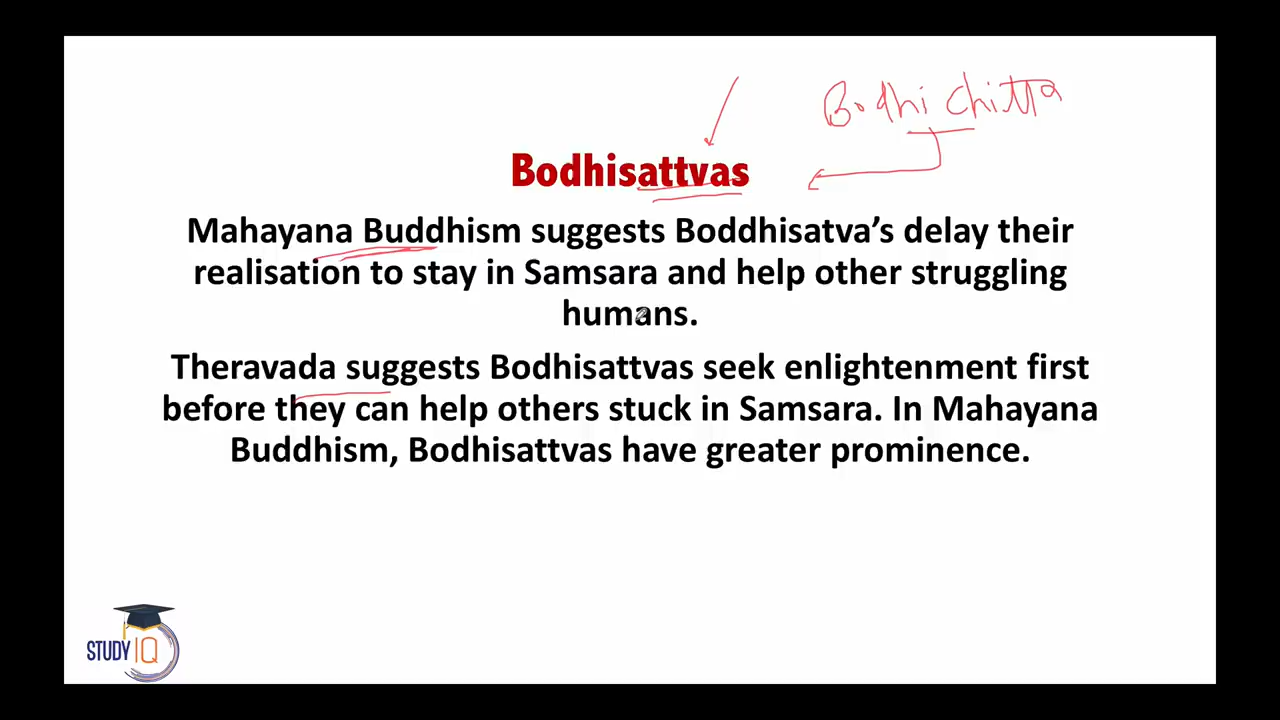 Bodhi Chitta
Bodhisattvas
Mahayana Buddhism suggests Boddhisatva’s delay their
realisation to stay in Samsara and help other struggling
humans.
Theravada suggests Bodhisattvas seek enlightenment first
before they can help others stuck in Samsara. In Mahayana
Buddhism, Bodhisattvas have greater prominence.
STUDY IQ